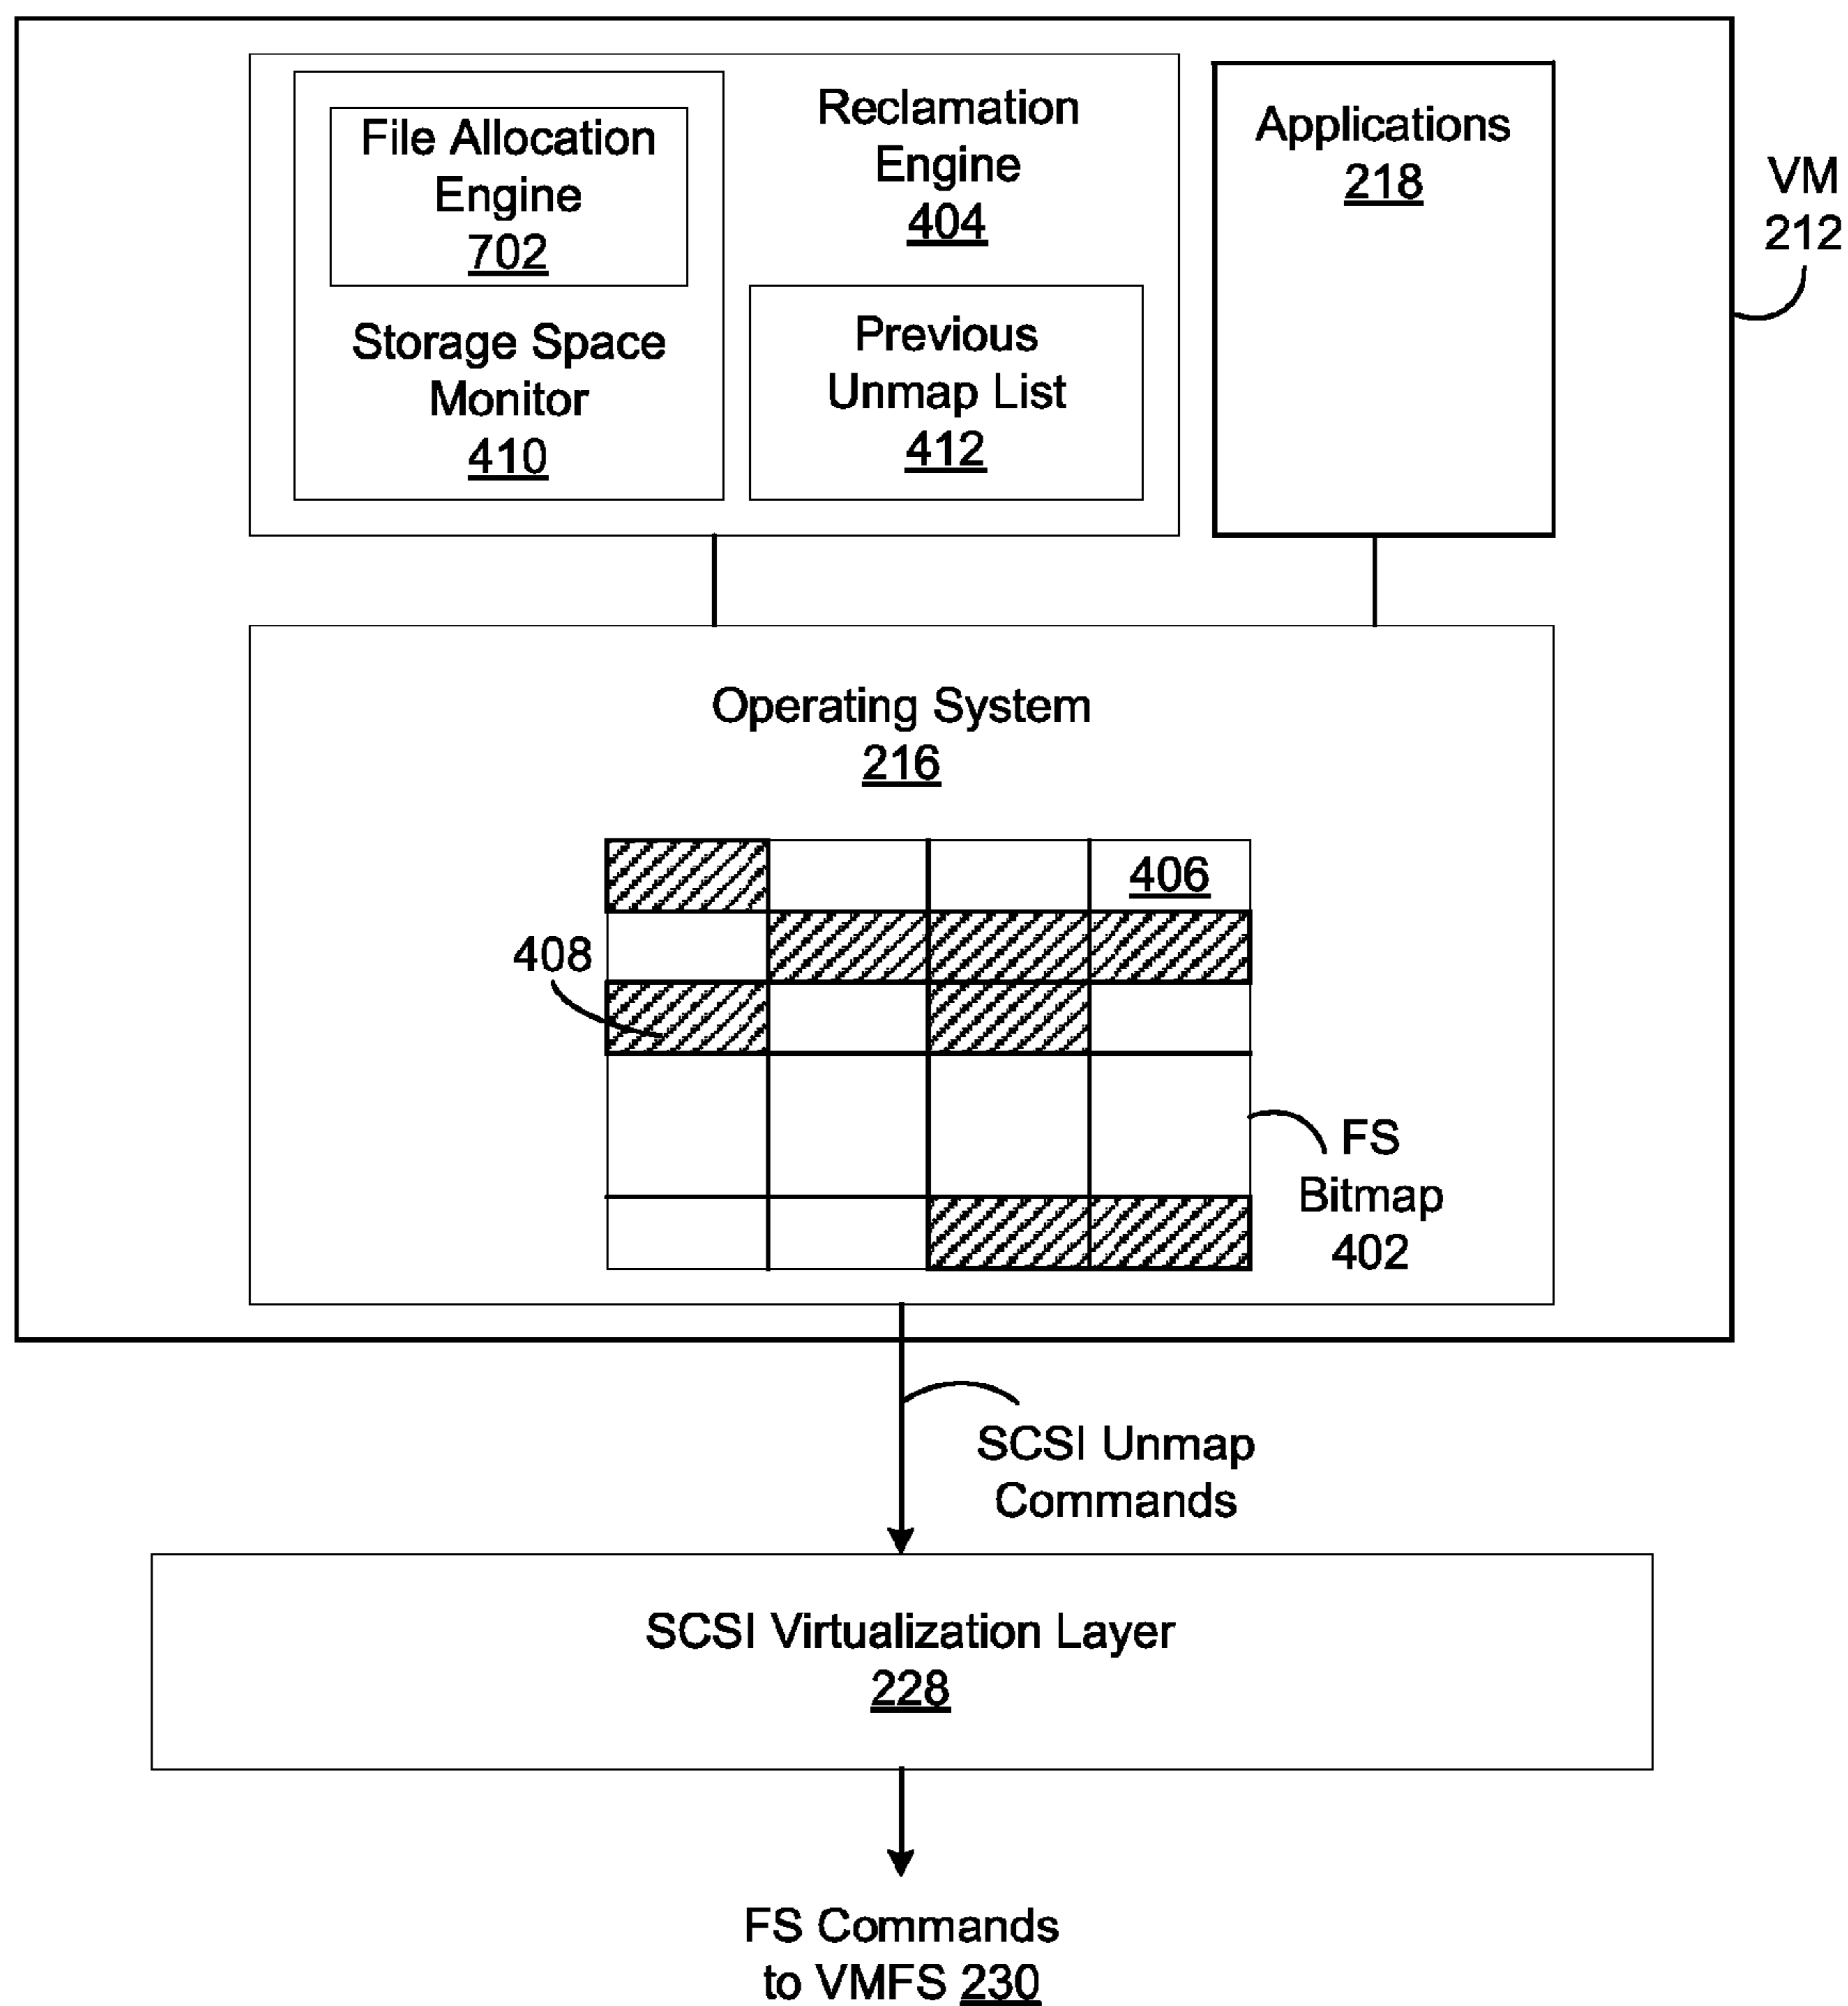 File Allocation
Engine
702
Storage Space
Monitor
410
Reclamation
Engine
404
Previous
Unmap List
412
Applications
218
VM
212
Operating System
216
406
408
FS
Bitmap
402
SCSI Unmap
Commands
SCSI Virtualization Layer
228
FS Commands
to VMFS 230